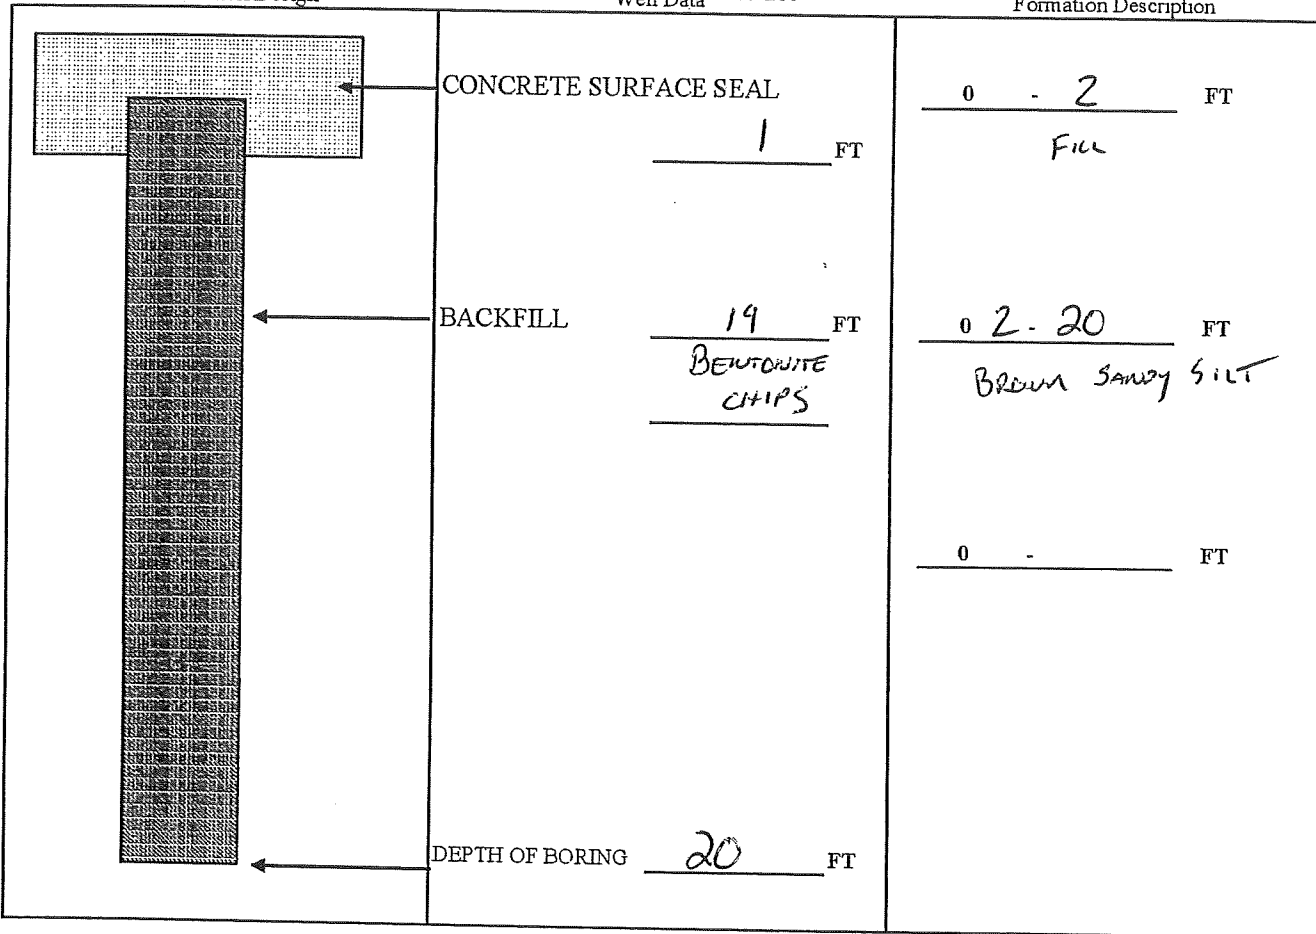 Well Data
Formation Description
CONCRETE SURFACE SEAL
1 FT
0 - 2 FT
FILL
BACKFILL 19 FT
BENTONITE
CHIPS
0 2 - 20 FT
BROWN SANDY SILT
0 - FT
DEPTH OF BORING 20 FT